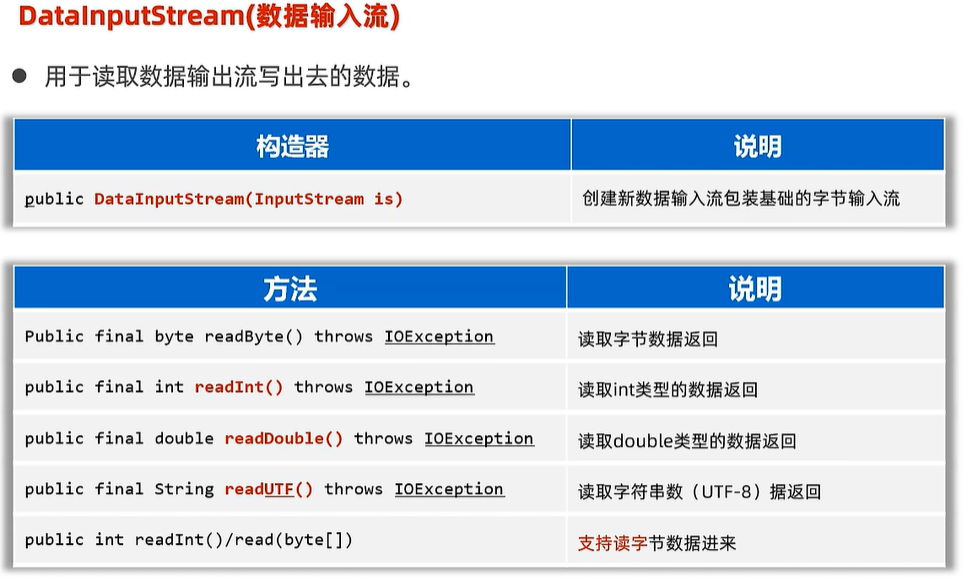 DataInputStream(数据输入流)
● 用于读取数据输出流写出去的数据。
构造器 说明
public DataInputStream(InputStream is) 创建新数据输入流包装基础的字节输入流
方法 说明
Public final byte readByte() throws IOException 读取字节数据返回
public final int readInt() throws IOException 读取int类型的数据返回
public final double readDouble() throws IOException 读取double类型的数据返回
public final String readUTF() throws IOException 读取字符串数（UTF-8）据返回
public int readInt()/read(byte[]) 支持读字节数据进来